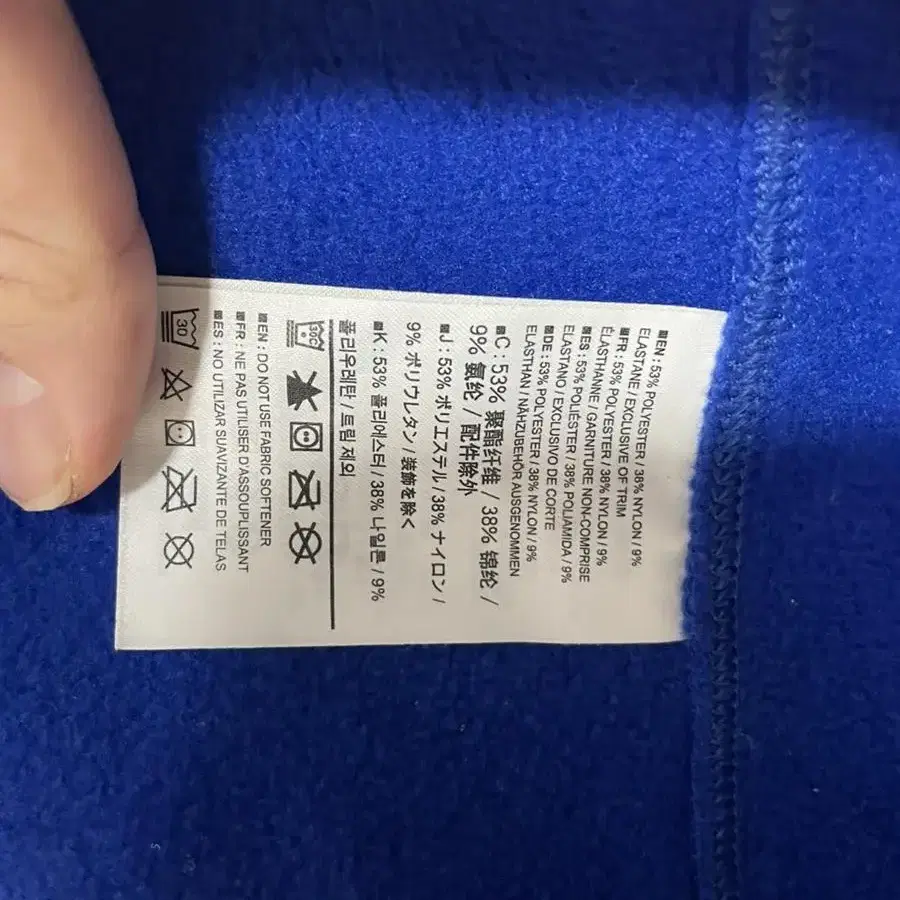 EN: 53% POLYESTER / 38% NYLON / 9%
ELASTANE / EXCLUSIVE OF TRIM
FR: 53% POLYESTER / 38% NYLON / 9%
ÉLASTHANNE / GARNITURE NON-COMPRISE
ES: 53% POLIÉSTER / 38% POLIAMIDA / 9%
ELASTANO / EXCLUSIVO DE CORTE
DE: 53% POLYESTER / 38% NYLON / 9%
ELASTHAN / NÄHZUBEHÖR AUSGENOMMEN
C: 53% 聚酯纤维 / 38% 锦纶 /
9% 氨纶 / 配件除外
J: 53% ポリエステル / 38% ナイロン /
9% ポリウレタン / 装飾を除く
K: 53% 폴리에스터 / 38% 나일론 / 9%
폴리우레탄 / 트림 제외
30C
EN: DO NOT USE FABRIC SOFTENER
FR: NE PAS UTILISER D'ASSOUPLISSANT
ES: NO UTILIZAR SUAVIZANTE DE TELAS
30